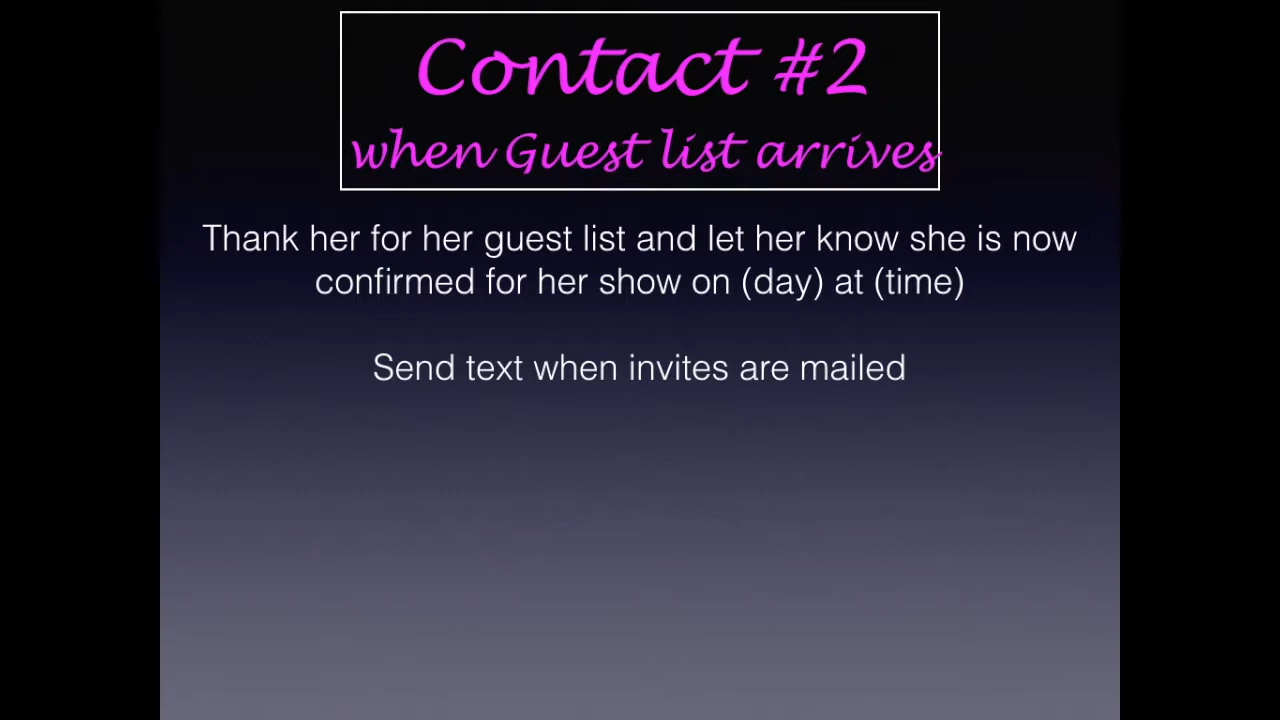 Contact #2
when Guest list arrives
Thank her for her guest list and let her know she is now
confirmed for her show on (day) at (time)
Send text when invites are mailed